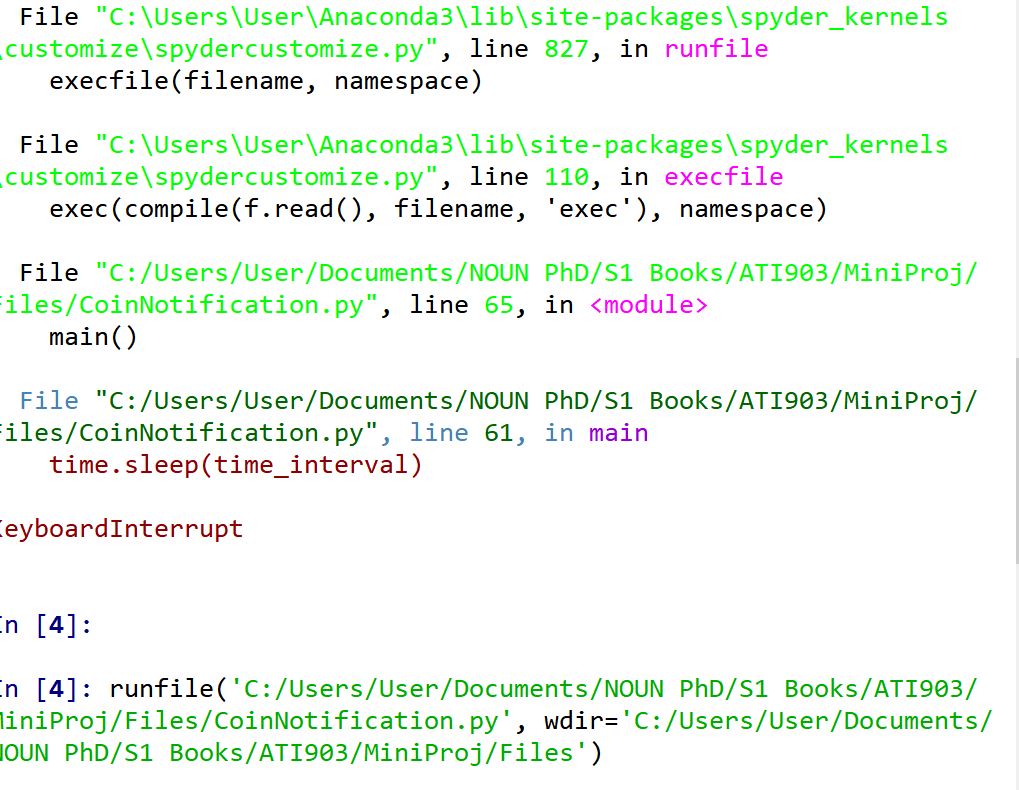 File "C:\Users\User\Anaconda3\lib\site-packages\spyder_kernels
\customize\spydercustomize.py", line 827, in runfile
execfile(filename, namespace)
File "C:\Users\User\Anaconda3\lib\site-packages\spyder_kernels
\customize\spydercustomize.py", line 110, in execfile
exec(compile(f.read(), filename, 'exec'), namespace)
File "C:/Users/User/Documents/NOUN PhD/S1 Books/ATI903/MiniProj/
Files/CoinNotification.py", line 65, in <module>
main()
File "C:/Users/User/Documents/NOUN PhD/S1 Books/ATI903/MiniProj/
Files/CoinNotification.py", line 61, in main
time.sleep(time_interval)
KeyboardInterrupt
In [4]:
In [4]: runfile('C:/Users/User/Documents/NOUN PhD/S1 Books/ATI903/
MiniProj/Files/CoinNotification.py', wdir='C:/Users/User/Documents/
NOUN PhD/S1 Books/ATI903/MiniProj/Files')